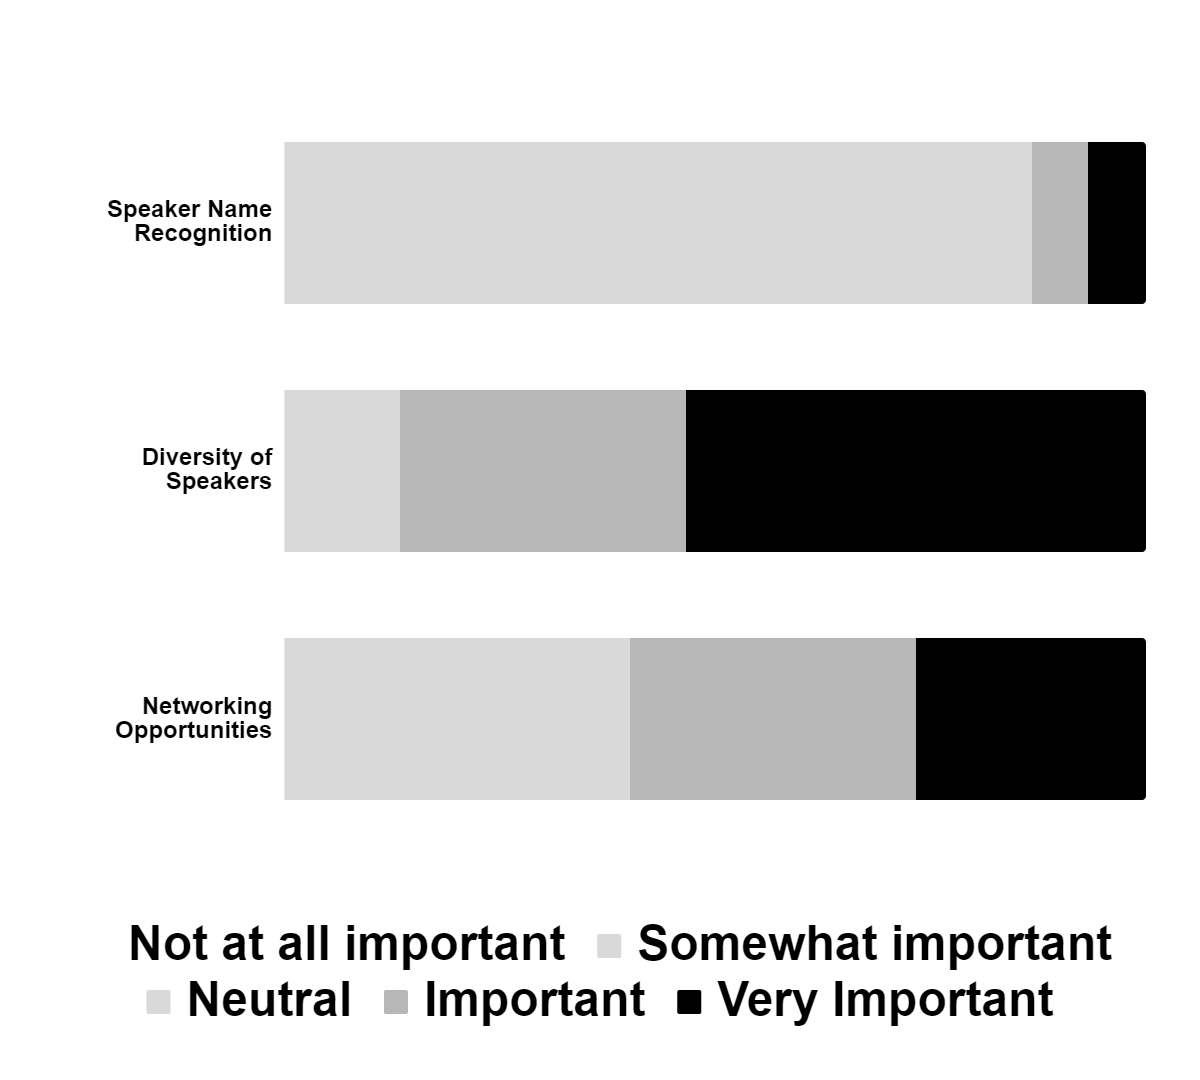 Speaker Name
Recognition
Diversity of
Speakers
Networking
Opportunities
Not at all important Somewhat important
Neutral Important Very Important